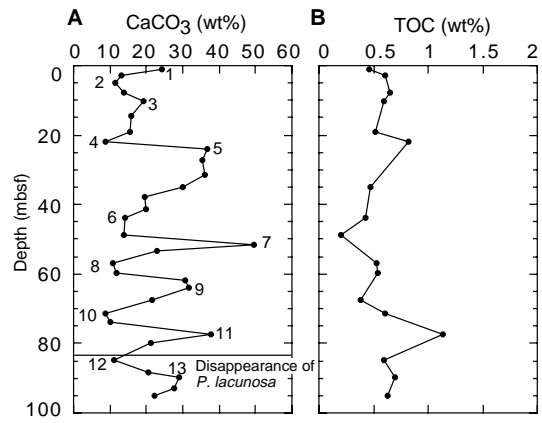 A CaCO3 (wt%)
B TOC (wt%)
0 10 20 30 40 50 60
0 0.5 1 1.5 2
Depth (mbsf)
0
20
40
60
80
100
1
2
3
4
5
6
7
8
9
10
11
12
13
Disappearance of
P. lacunosa